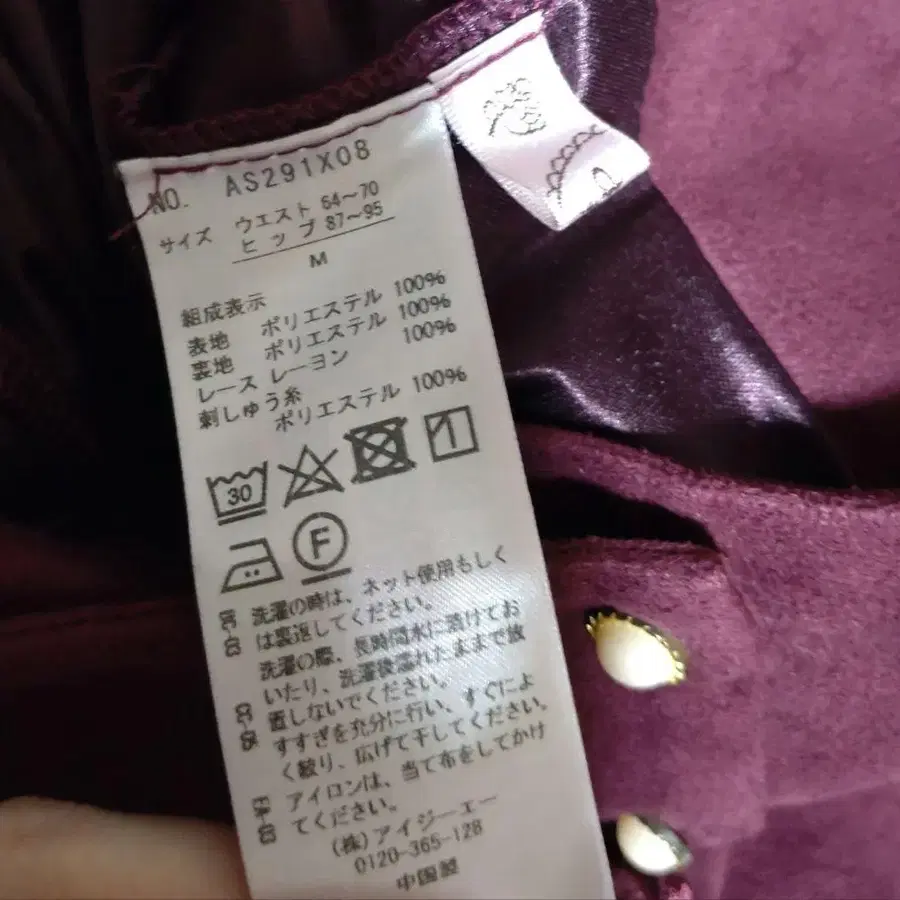 NO. AS291X08
サイズ ウエスト 64～70
ヒップ 87～95
M
組成表示
表地 ポリエステル 100%
裏地 ポリエステル 100%
レース レーヨン 100%
刺しゅう糸
ポリエステル 100%
30
F
洗濯の時は、ネット使用もしく
は裏返してください。
洗濯の際、長時間水に漬けてお
いたり、洗濯後濡れたままで放
置しないでください。
すすぎを充分に行い、すぐによ
く絞り、広げて干してください。
アイロンは、当て布をしてかけ
てください。
(株)アイジーエー
0120-365-128
中国製